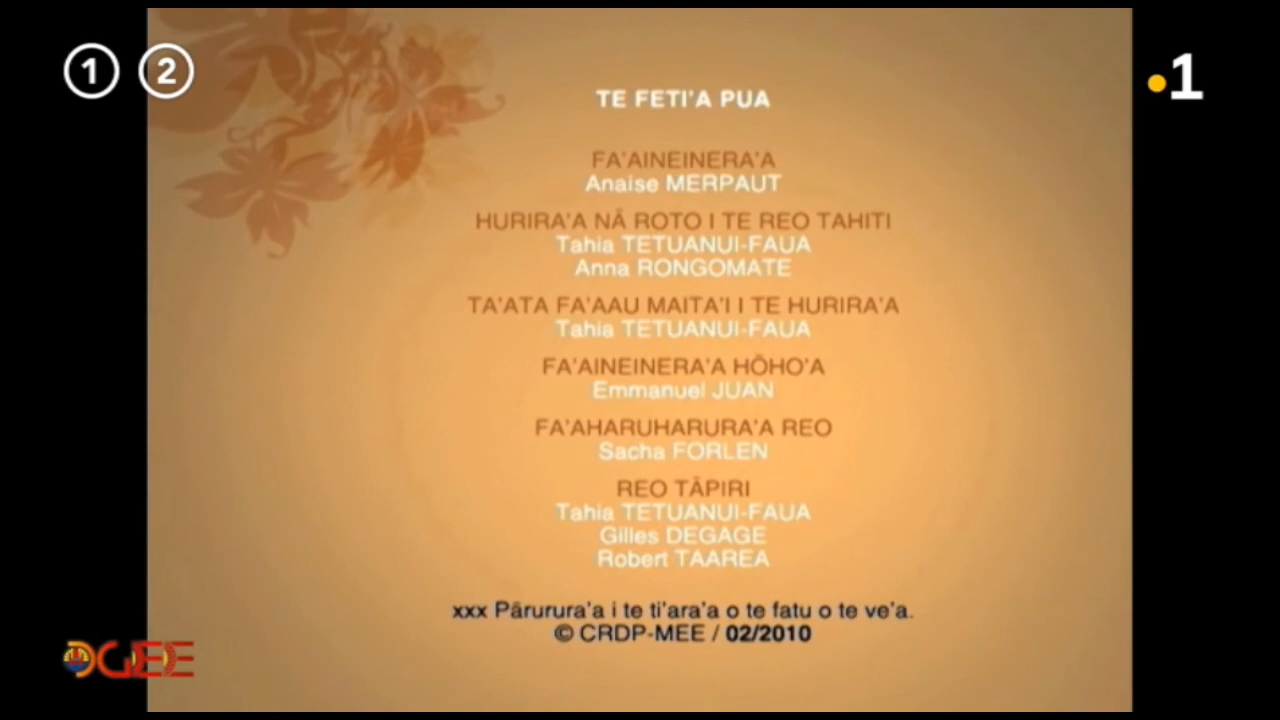 1 2
1
TE FETI'A PUA
FA'AINEINERA'A
Anaise MERPAUT
HURIRA'A NĀ ROTO I TE REO TAHITI
Tahia TETUANUI-FAUA
Anna RONGOMATE
TA'ATA FA'AAU MAITA'I I TE HURIRA'A
Tahia TETUANUI-FAUA
FA'AINEINERA'A HŌHO'A
Emmanuel JUAN
FA'AHARUHARURA'A REO
Sacha FORLEN
REO TĀPIRI
Tahia TETUANUI-FAUA
Gilles DEGAGE
Robert TAAREA
xxx Pārurura'a i te ti'ara'a o te fatu o te ve'a.
© CRDP-MEE / 02/2010
DGEE